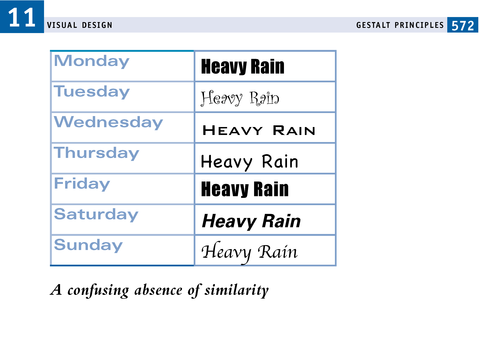 11 VISUAL DESIGN GESTALT PRINCIPLES 572
Monday Heavy Rain
Tuesday Heavy Rain
Wednesday HEAVY RAIN
Thursday Heavy Rain
Friday Heavy Rain
Saturday Heavy Rain
Sunday Heavy Rain
A confusing absence of similarity